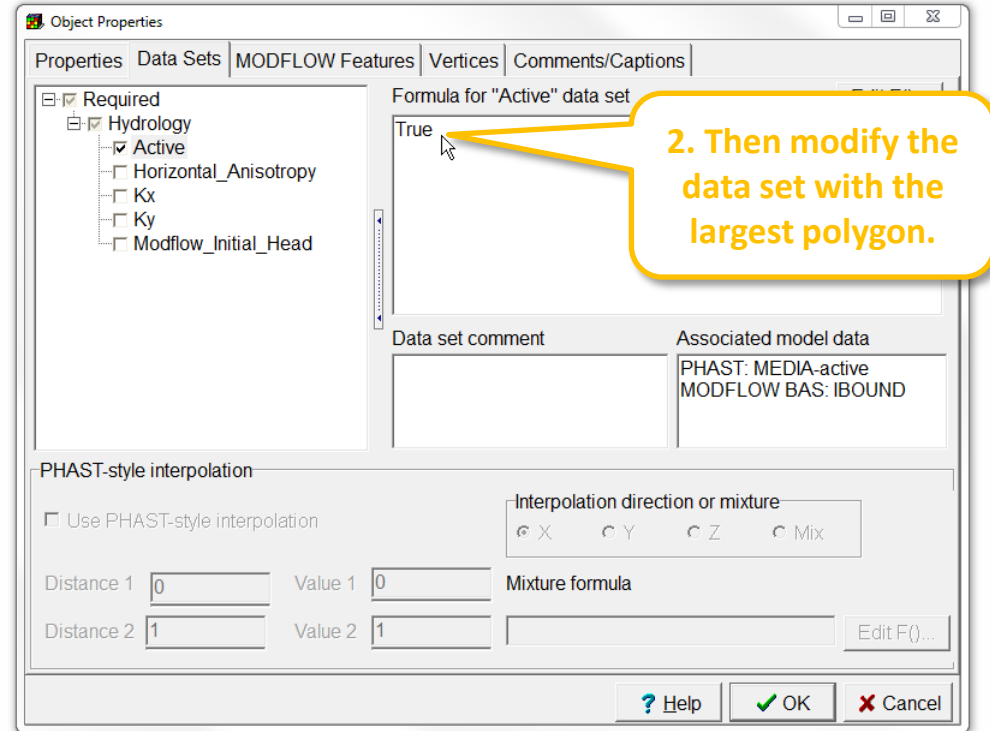 Object Properties
Properties Data Sets MODFLOW Features Vertices Comments/Captions
Required
Hydrology
Active
Horizontal_Anisotropy
Kx
Ky
Modflow_Initial_Head
Formula for "Active" data set
True
2. Then modify the
data set with the
largest polygon.
Data set comment
Associated model data
PHAST: MEDIA-active
MODFLOW BAS: IBOUND
PHAST-style interpolation
Use PHAST-style interpolation
Interpolation direction or mixture
X Y Z Mix
Distance 1 0 Value 1 0 Mixture formula
Distance 2 1 Value 2 1 Edit F()...
? Help OK Cancel